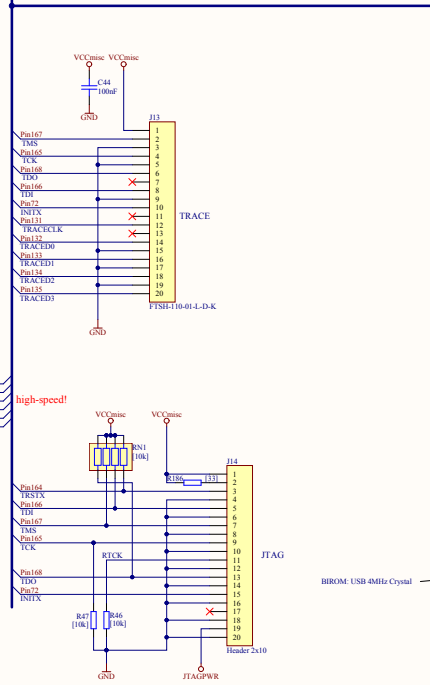 VCCmisc VCCmisc
C44
100nF
GND
J13
Pin167
TMS
Pin165
TCK
Pin168
TDO
Pin166
TDI
Pin72
INITX
Pin131
TRACECLK
Pin132
TRACED0
Pin133
TRACED1
Pin134
TRACED2
Pin135
TRACED3
1
2
3
4
5
6
7
8
9
10
11
12
13
14
15
16
17
18
19
20
TRACE
FTSH-110-01-L-D-K
GND
high-speed!
VCCmisc
VCCmisc
RN1
[10k]
R186
[33]
J14
Pin164
TRSTX
Pin166
TDI
Pin167
TMS
Pin165
TCK
RTCK
Pin168
TDO
Pin72
INITX
1
2
3
4
5
6
7
8
9
10
11
12
13
14
15
16
17
18
19
20
JTAG
BIROM: USB 4MHz Crystal
R47
[10k]
R46
[10k]
Header 2x10
GND
JTAGPWR